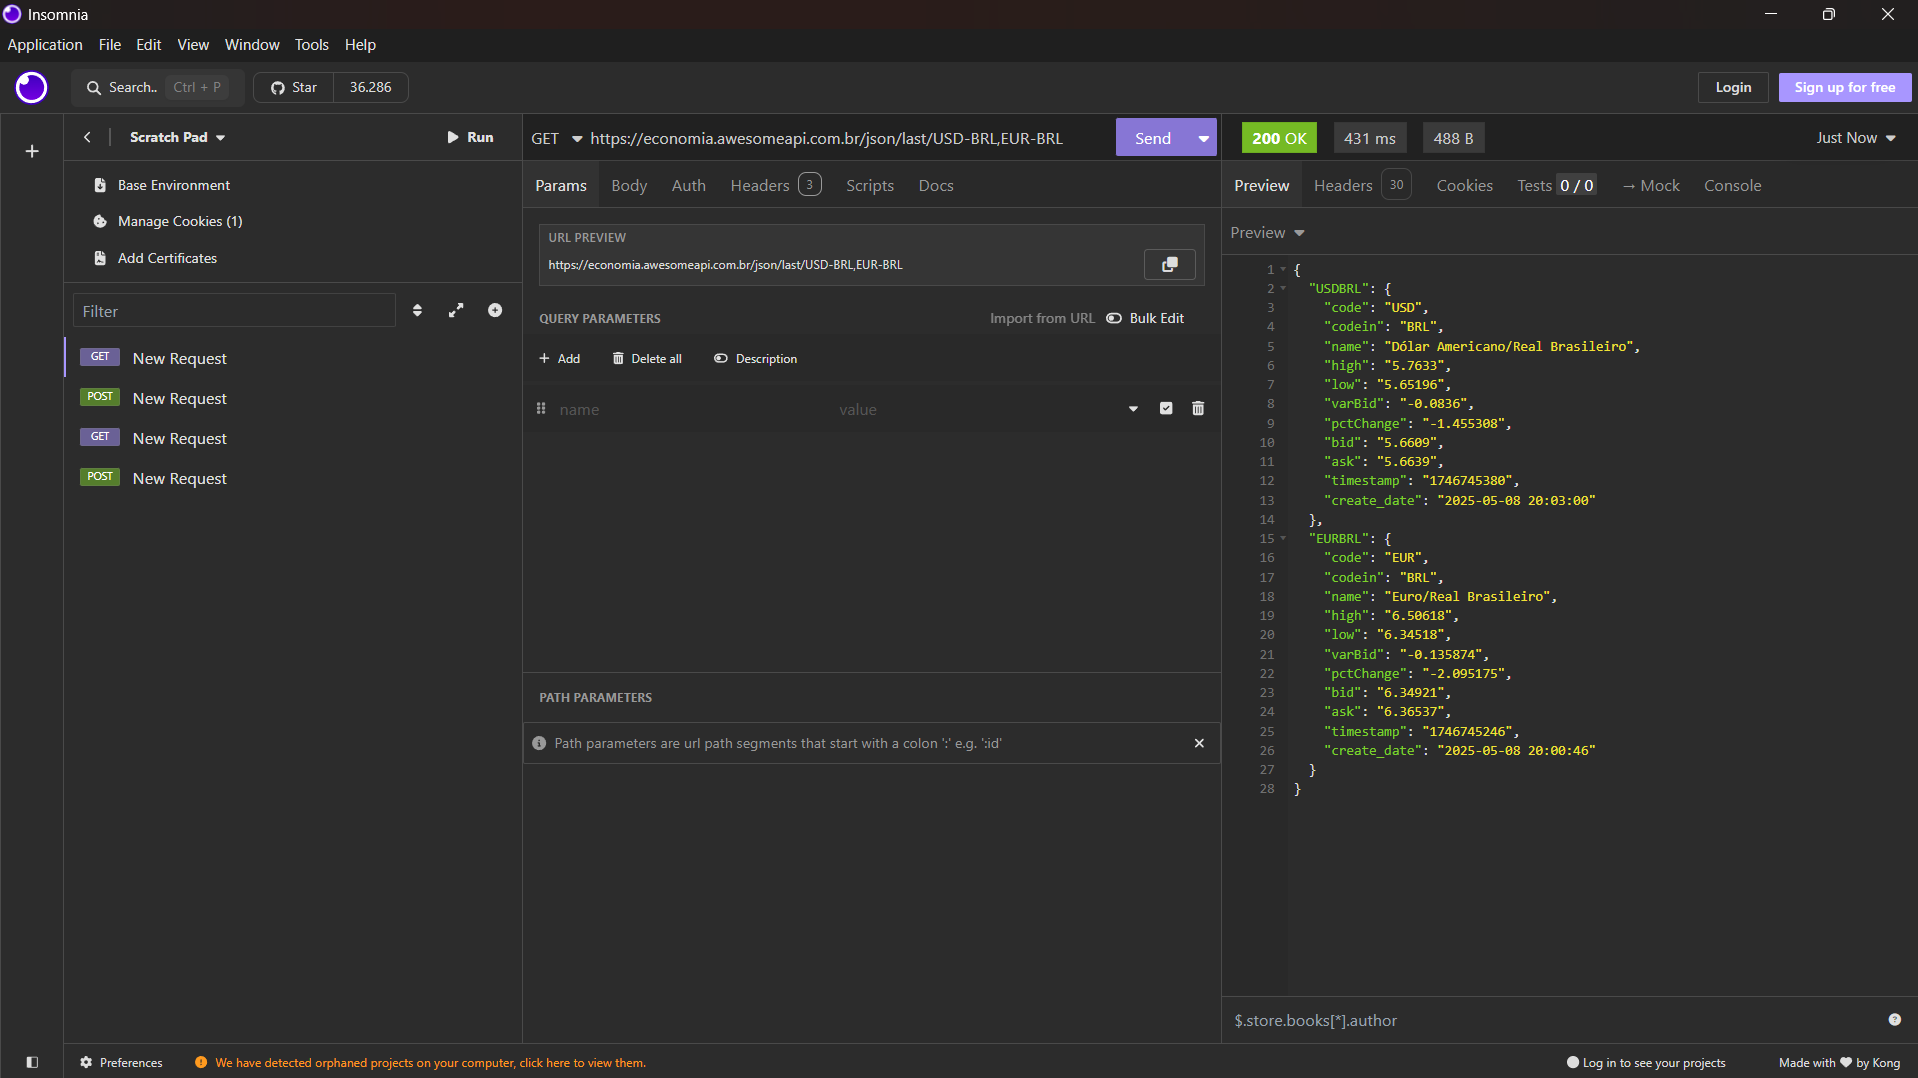 Insomnia
Application File Edit View Window Tools Help
Search.. Ctrl + P Star 36.286 Login Sign up for free
Scratch Pad Run
Base Environment
Manage Cookies (1)
Add Certificates
Filter
GET New Request
POST New Request
GET New Request
POST New Request
GET https://economia.awesomeapi.com.br/json/last/USD-BRL,EUR-BRL Send
Params Body Auth Headers 3 Scripts Docs
URL PREVIEW
https://economia.awesomeapi.com.br/json/last/USD-BRL,EUR-BRL
QUERY PARAMETERS Import from URL Bulk Edit
+ Add Delete all Description
name value
PATH PARAMETERS
Path parameters are url path segments that start with a colon ':' e.g. ':id'
200 OK 431 ms 488 B Just Now
Preview Headers 30 Cookies Tests 0 / 0 → Mock Console
Preview
1 {
2 "USDBRL": {
3 "code": "USD",
4 "codein": "BRL",
5 "name": "Dólar Americano/Real Brasileiro",
6 "high": "5.7633",
7 "low": "5.65196",
8 "varBid": "-0.0836",
9 "pctChange": "-1.455308",
10 "bid": "5.6609",
11 "ask": "5.6639",
12 "timestamp": "1746745380",
13 "create_date": "2025-05-08 20:03:00"
14 },
15 "EURBRL": {
16 "code": "EUR",
17 "codein": "BRL",
18 "name": "Euro/Real Brasileiro",
19 "high": "6.50618",
20 "low": "6.34518",
21 "varBid": "-0.135874",
22 "pctChange": "-2.095175",
23 "bid": "6.34921",
24 "ask": "6.36537",
25 "timestamp": "1746745246",
26 "create_date": "2025-05-08 20:00:46"
27 }
28 }
$.store.books[*].author
Preferences We have detected orphaned projects on your computer, click here to view them. Log in to see your projects Made with ♥ by Kong